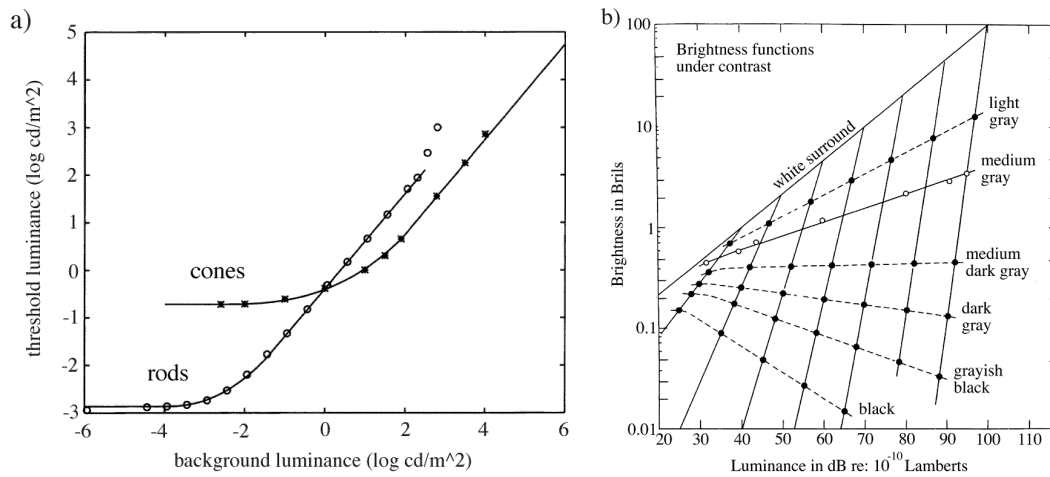 a)
5
4
3
2
1
0
-1
-2
-3
-6
-4
-2
0
2
4
6
threshold luminance (log cd/m^2)
background luminance (log cd/m^2)
cones
rods
b)
100
10
1
0.1
0.01
20
30
40
50
60
70
80
90
100
110
Brightness in Brils
Luminance in dB re: 10^-10 Lamberts
Brightness functions
under contrast
white surround
light
gray
medium
gray
medium
dark gray
dark
gray
grayish
black
black